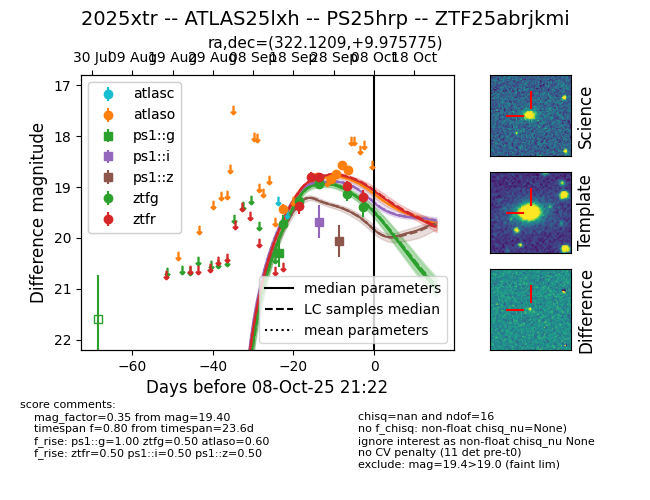 2025xtr -- ATLAS25lxh -- PS25hrp -- ZTF25abrjkmi
ra,dec=(322.1209,+9.975775)
30 Jul 09 Aug 19 Aug 29 Aug 08 Sep 18 Sep 28 Sep 08 Oct 18 Oct
Difference magnitude
17
18
19
20
21
22
atlasc
atlaso
ps1::g
ps1::i
ps1::z
ztfg
ztfr
median parameters
LC samples median
mean parameters
−60 −40 −20 0
Days before 08-Oct-25 21:22
Science
Template
Difference
score comments:
mag_factor=0.35 from mag=19.40
timespan f=0.80 from timespan=23.6d
f_rise: ps1::g=1.00 ztfg=0.50 atlaso=0.60
f_rise: ztfr=0.50 ps1::i=0.50 ps1::z=0.50
chisq=nan and ndof=16
no f_chisq: non-float chisq_nu=None)
ignore interest as non-float chisq_nu None
no CV penalty (11 det pre-t0)
exclude: mag=19.4>19.0 (faint lim)